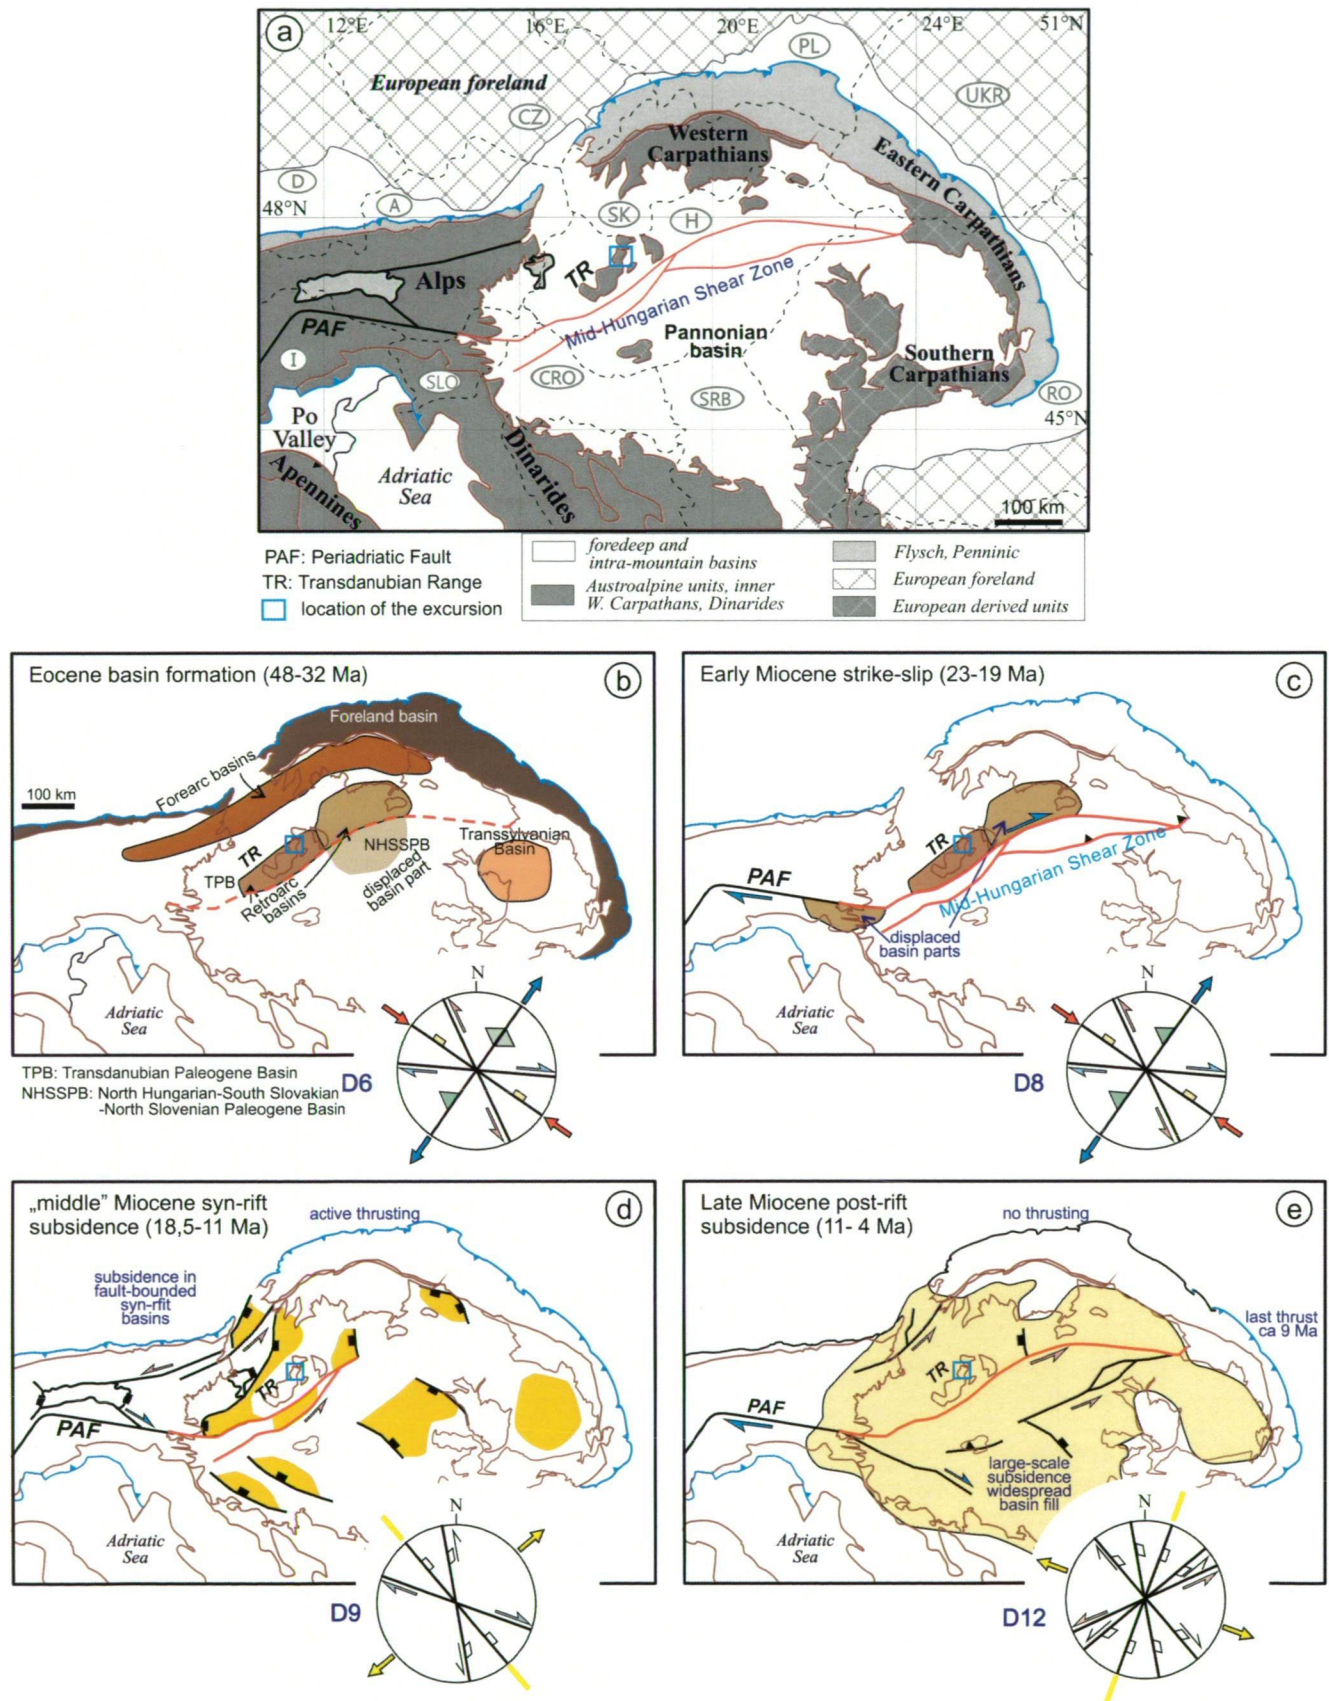 a
12°E
16°E
20°E
24°E
51°N
European foreland
PL
UKR
CZ
Western
Carpathians
Eastern Carpathians
D
48°N
A
SK
H
TR
Alps
Mid-Hungarian Shear Zone
PAF
Pannonian
basin
I
Southern
Carpathians
SLO
CRO
SRB
RO
45°N
Po
Valley
Dinarides
Adriatic
Sea
Apennines
100 km
PAF: Periadriatic Fault
TR: Transdanubian Range
location of the excursion
foredeep and
intra-mountain basins
Austroalpine units, inner
W. Carpathans, Dinarides
Flysch, Penninic
European foreland
European derived units
Eocene basin formation (48-32 Ma)
b
Foreland basin
Forearc basins
100 km
TR
NHSSPB
displaced
basin part
Transsylvanian
Basin
TPB
Retroarc
basins
Adriatic
Sea
N
D6
TPB: Transdanubian Paleogene Basin
NHSSPB: North Hungarian-South Slovakian
-North Slovenian Paleogene Basin
Early Miocene strike-slip (23-19 Ma)
c
TR
PAF
Mid-Hungarian Shear Zone
displaced
basin parts
Adriatic
Sea
N
D8
„middle” Miocene syn-rift
subsidence (18,5-11 Ma)
d
active thrusting
subsidence in
fault-bounded
syn-rfit
basins
TR
PAF
Adriatic
Sea
N
D9
Late Miocene post-rift
subsidence (11- 4 Ma)
e
no thrusting
last thrust
ca 9 Ma
TR
PAF
large-scale
subsidence
widespread
basin fill
Adriatic
Sea
N
D12